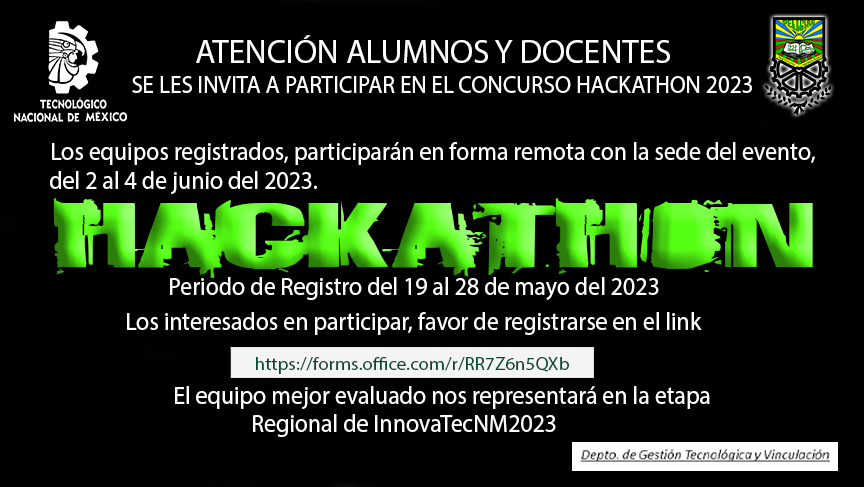 ATENCIÓN ALUMNOS Y DOCENTES
SE LES INVITA A PARTICIPAR EN EL CONCURSO HACKATHON 2023
TECNOLÓGICO
NACIONAL DE MÉXICO
Los equipos registrados, participarán en forma remota con la sede del evento,
del 2 al 4 de junio del 2023.
HACKATHON
Periodo de Registro del 19 al 28 de mayo del 2023
Los interesados en participar, favor de registrarse en el link
https://forms.office.com/r/RR7Z6n5QXb
El equipo mejor evaluado nos representará en la etapa
Regional de InnovaTecNM2023
Depto. de Gestión Tecnológica y Vinculación